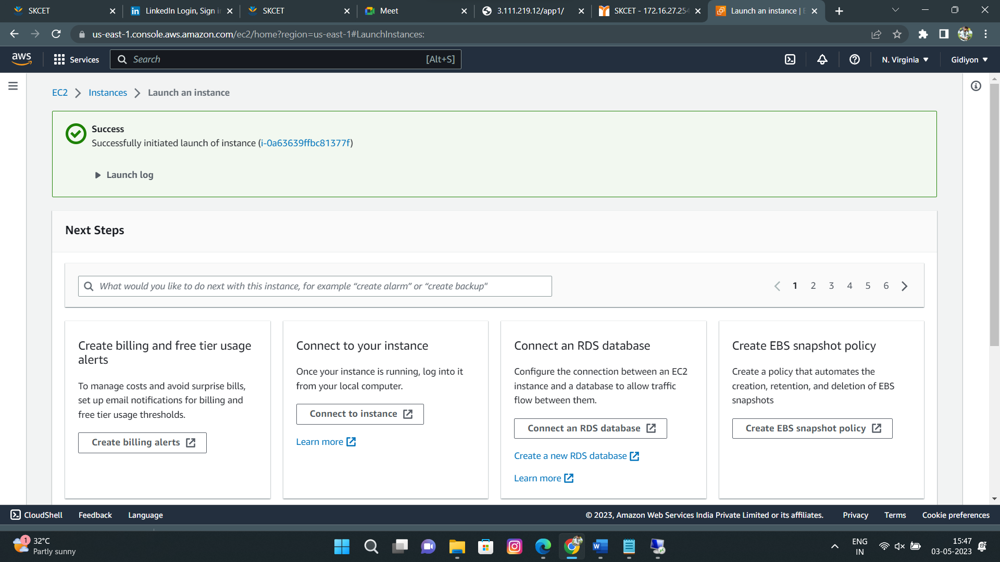 SKCET
LinkedIn Login, Sign i
SKCET
Meet
3.111.219.12/app1/
SKCET - 172.16.27.254
Launch an instance | E
us-east-1.console.aws.amazon.com/ec2/home?region=us-east-1#LaunchInstances:
aws
Services
Search
[Alt+S]
N. Virginia
Gidiyon
EC2
Instances
Launch an instance
Success
Successfully initiated launch of instance (i-0a63639ffbc81377f)
Launch log
Next Steps
What would you like to do next with this instance, for example “create alarm” or “create backup"
1 2 3 4 5 6
Create billing and free tier usage
alerts
To manage costs and avoid surprise bills,
set up email notifications for billing and
free tier usage thresholds.
Create billing alerts
Connect to your instance
Once your instance is running, log into it
from your local computer.
Connect to instance
Learn more
Connect an RDS database
Configure the connection between an EC2
instance and a database to allow traffic
flow between them.
Connect an RDS database
Create a new RDS database
Learn more
Create EBS snapshot policy
Create a policy that automates the
creation, retention, and deletion of EBS
snapshots
Create EBS snapshot policy
CloudShell
Feedback
Language
© 2023, Amazon Web Services India Private Limited or its affiliates.
Privacy
Terms
Cookie preferences
1
32°C
Partly sunny
ENG
IN
15:47
03-05-2023